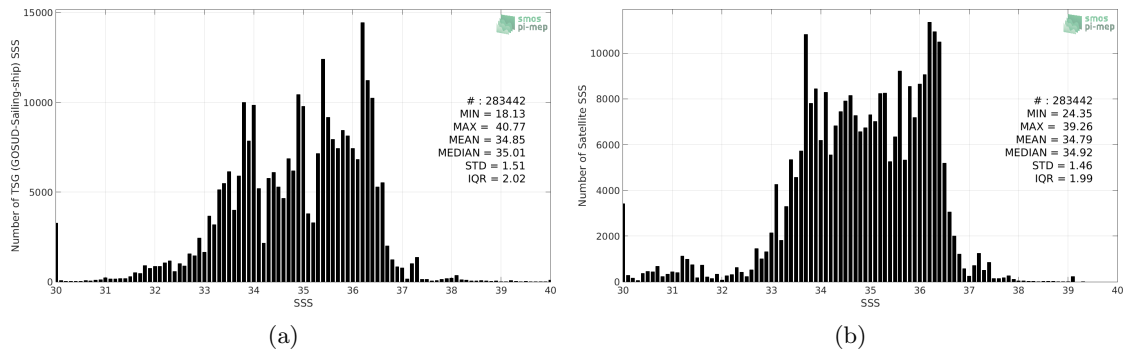 15000
10000
5000
0
30
31
32
33
34
35
36
37
38
39
40
SSS
Number of TSG (GOSUD-Sailing-ship) SSS
smos
pi-mep
# : 283442
MIN = 18.13
MAX = 40.77
MEAN = 34.85
MEDIAN = 35.01
STD = 1.51
IQR = 2.02
(a)
10000
8000
6000
4000
2000
0
30
31
32
33
34
35
36
37
38
39
40
SSS
Number of Satellite SSS
smos
pi-mep
# : 283442
MIN = 24.35
MAX = 39.26
MEAN = 34.79
MEDIAN = 34.92
STD = 1.46
IQR = 1.99
(b)